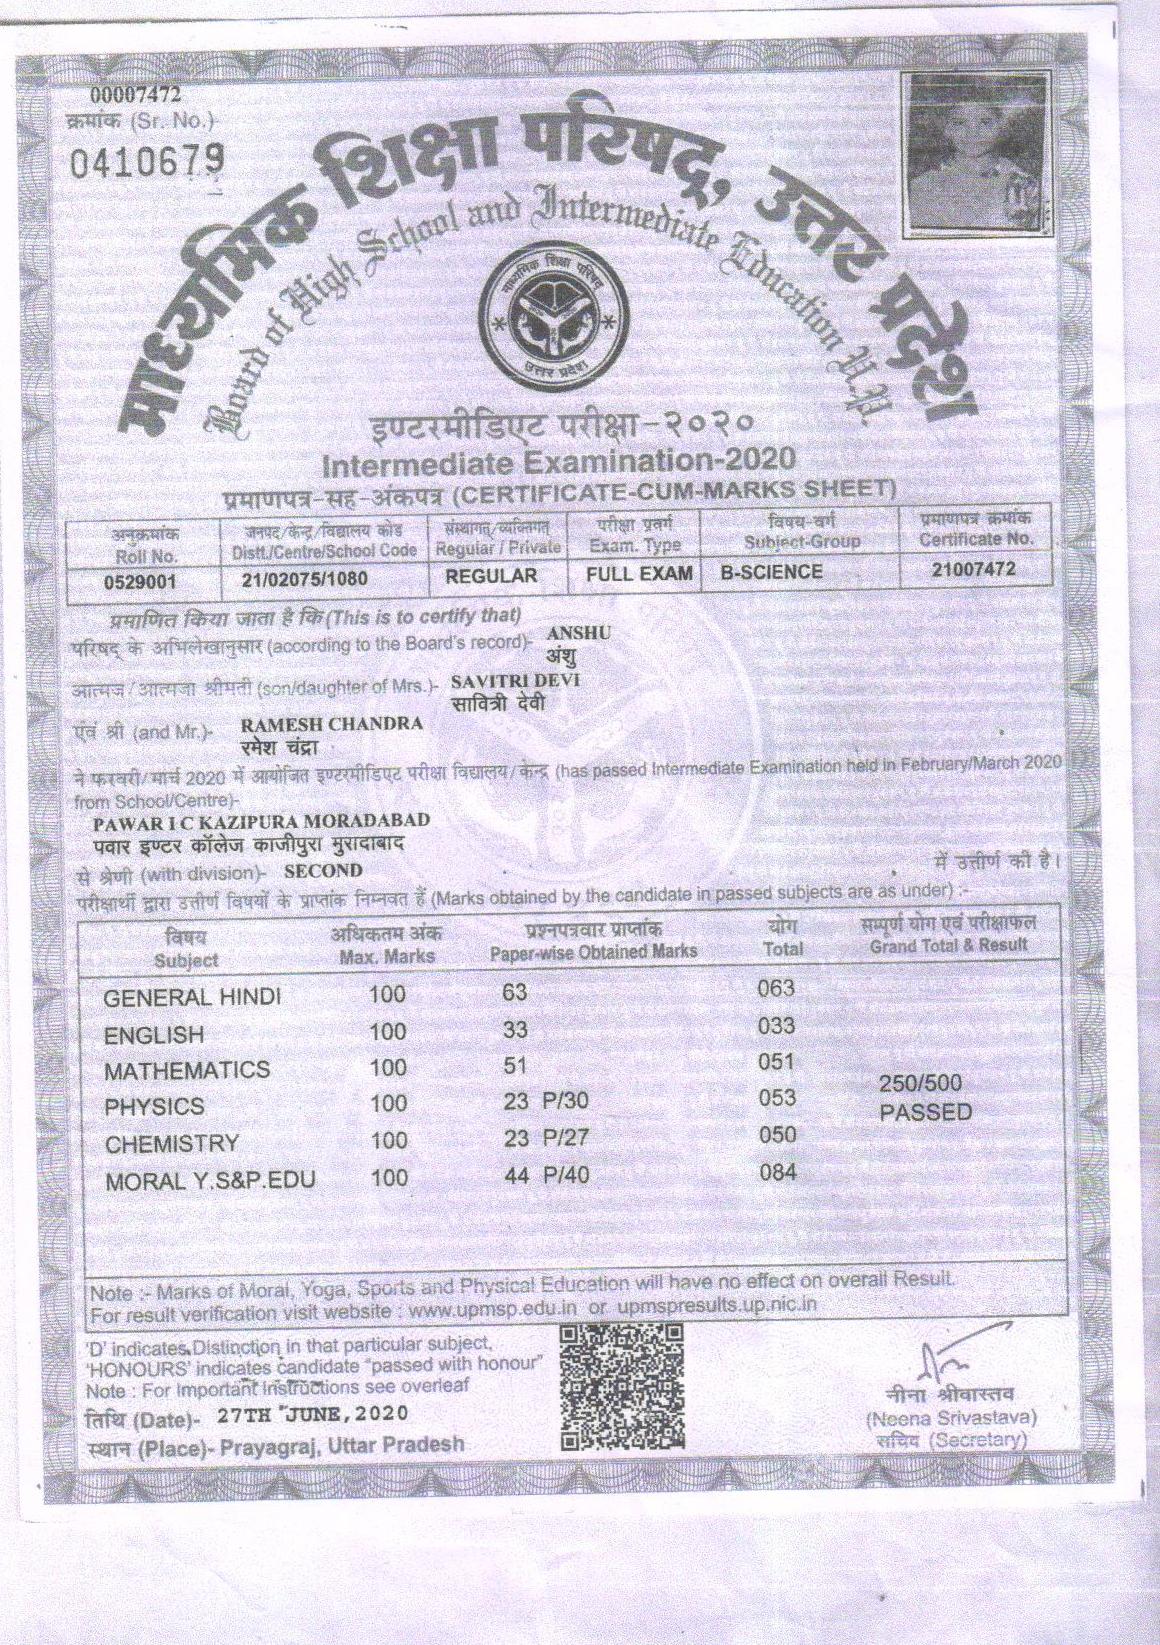 00007472
क्रमांक (Sr. No.)
0410679
माध्यमिक शिक्षा परिषद्, उत्तर प्रदेश
Board of High School and Intermediate Education U.P.
माध्यमिक शिक्षा परिषद
उत्तर प्रदेश
इण्टरमीडिएट परीक्षा-२०२०
Intermediate Examination-2020
प्रमाणपत्र-सह-अंकपत्र (CERTIFICATE-CUM-MARKS SHEET)
अनुक्रमांक जनपद/केन्द्र/विद्यालय कोड संस्थागत/व्यक्तिगत परीक्षा प्रवर्ग विषय-वर्ग प्रमाणपत्र क्रमांक
Roll No. Distt./Centre/School Code Regular / Private Exam. Type Subject-Group Certificate No.
0529001 21/02075/1080 REGULAR FULL EXAM B-SCIENCE 21007472
प्रमाणित किया जाता है कि (This is to certify that)
परिषद् के अभिलेखानुसार (according to the Board's record)- ANSHU
अंशु
आत्मज/आत्मजा श्रीमती (son/daughter of Mrs.)- SAVITRI DEVI
सावित्री देवी
एंव श्री (and Mr.)- RAMESH CHANDRA
रमेश चंद्रा
ने फरवरी/मार्च 2020 में आयोजित इण्टरमीडिएट परीक्षा विद्यालय/केन्द्र (has passed Intermediate Examination held in February/March 2020
from School/Centre)-
PAWAR I C KAZIPURA MORADABAD
पवार इण्टर कॉलेज काजीपुरा मुरादाबाद
से श्रेणी (with division)- SECOND में उत्तीर्ण की है।
परीक्षार्थी द्वारा उत्तीर्ण विषयों के प्राप्तांक निम्नवत हैं (Marks obtained by the candidate in passed subjects are as under) :-
विषय अधिकतम अंक प्रश्नपत्रवार प्राप्तांक योग सम्पूर्ण योग एवं परीक्षाफल
Subject Max. Marks Paper-wise Obtained Marks Total Grand Total & Result
GENERAL HINDI 100 63 063
ENGLISH 100 33 033
MATHEMATICS 100 51 051
250/500
PHYSICS 100 23 P/30 053
PASSED
CHEMISTRY 100 23 P/27 050
MORAL Y.S&P.EDU 100 44 P/40 084
Note :- Marks of Moral, Yoga, Sports and Physical Education will have no effect on overall Result.
For result verification visit website : www.upmsp.edu.in or upmspresults.up.nic.in
'D' indicates Distinction in that particular subject,
'HONOURS' indicates candidate "passed with honour"
Note : For Important Instructions see overleaf
तिथि (Date)- 27TH JUNE, 2020
स्थान (Place)- Prayagraj, Uttar Pradesh
नीना श्रीवास्तव
(Neena Srivastava)
सचिव (Secretary)